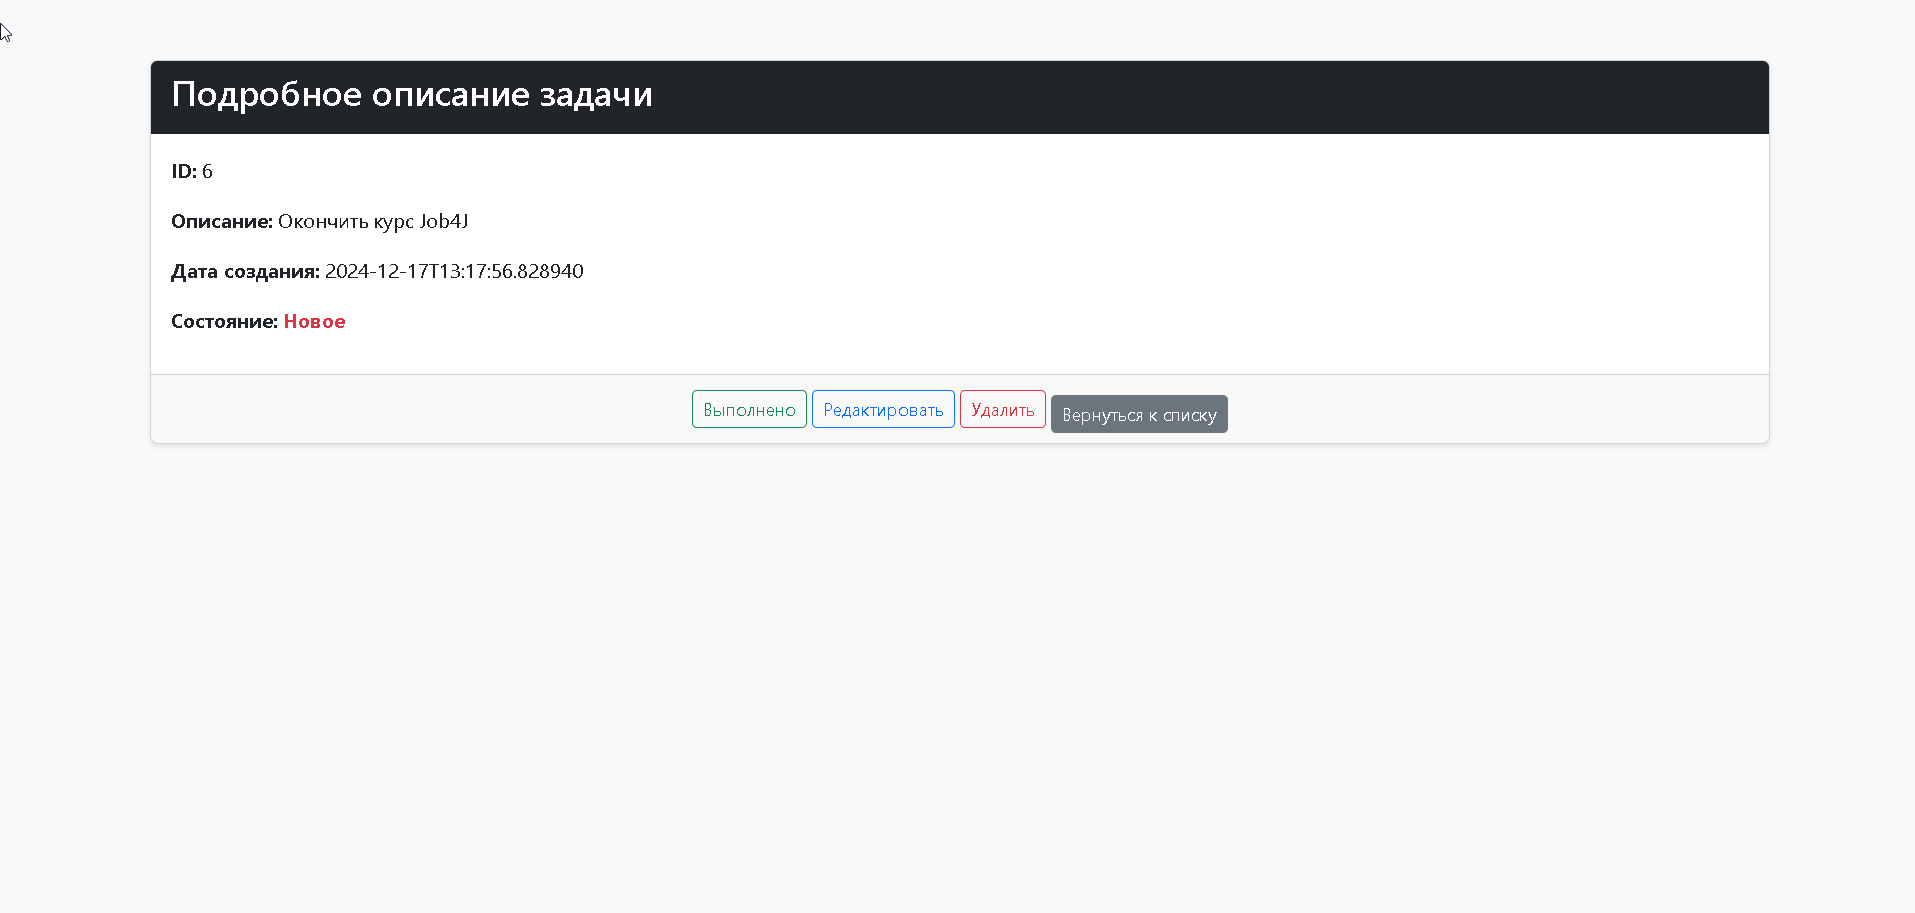 Подробное описание задачи
ID: 6
Описание: Окончить курс Job4J
Дата создания: 2024-12-17T13:17:56.828940
Состояние: Новое
Выполнено Редактировать Удалить Вернуться к списку